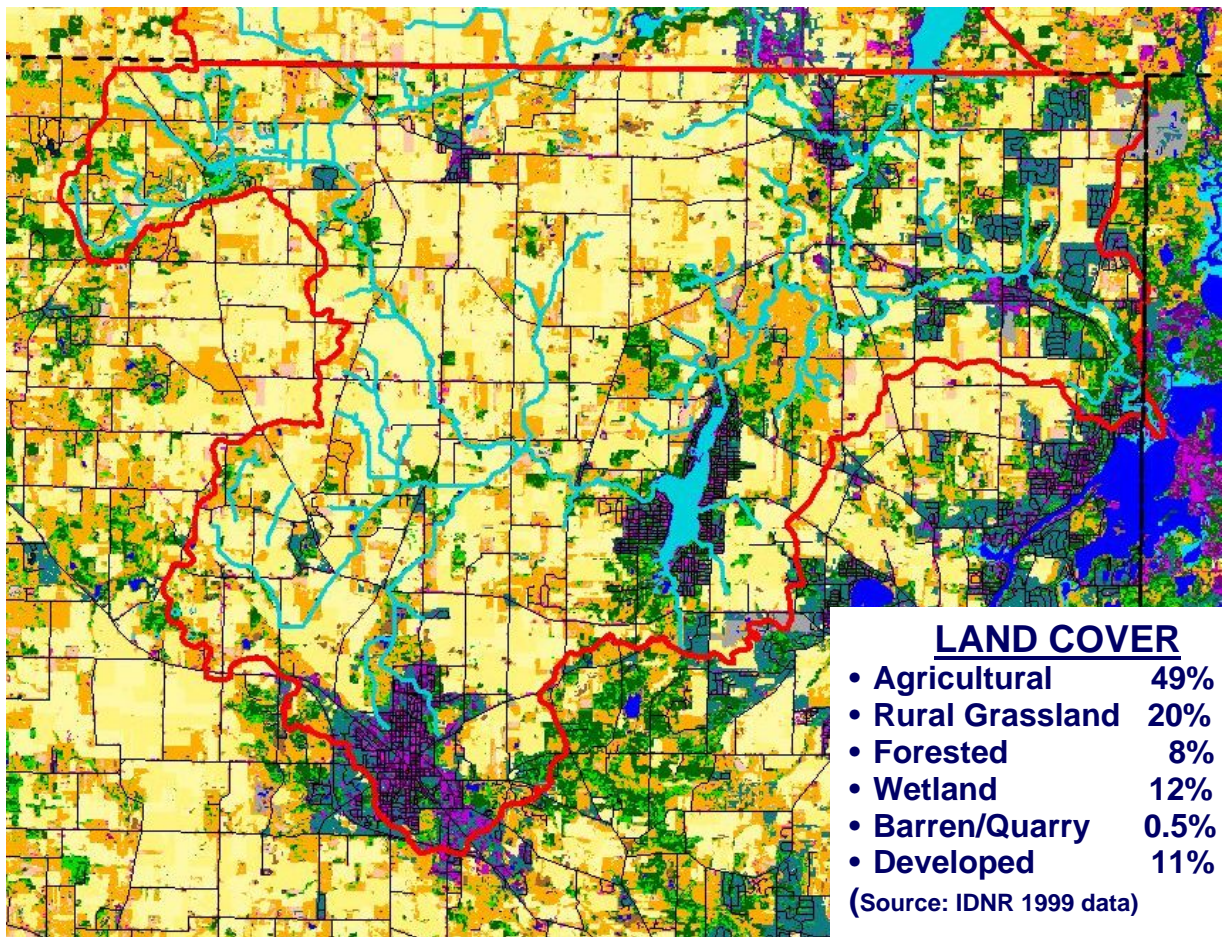 LAND COVER
• Agricultural 49%
• Rural Grassland 20%
• Forested 8%
• Wetland 12%
• Barren/Quarry 0.5%
• Developed 11%
(Source: IDNR 1999 data)